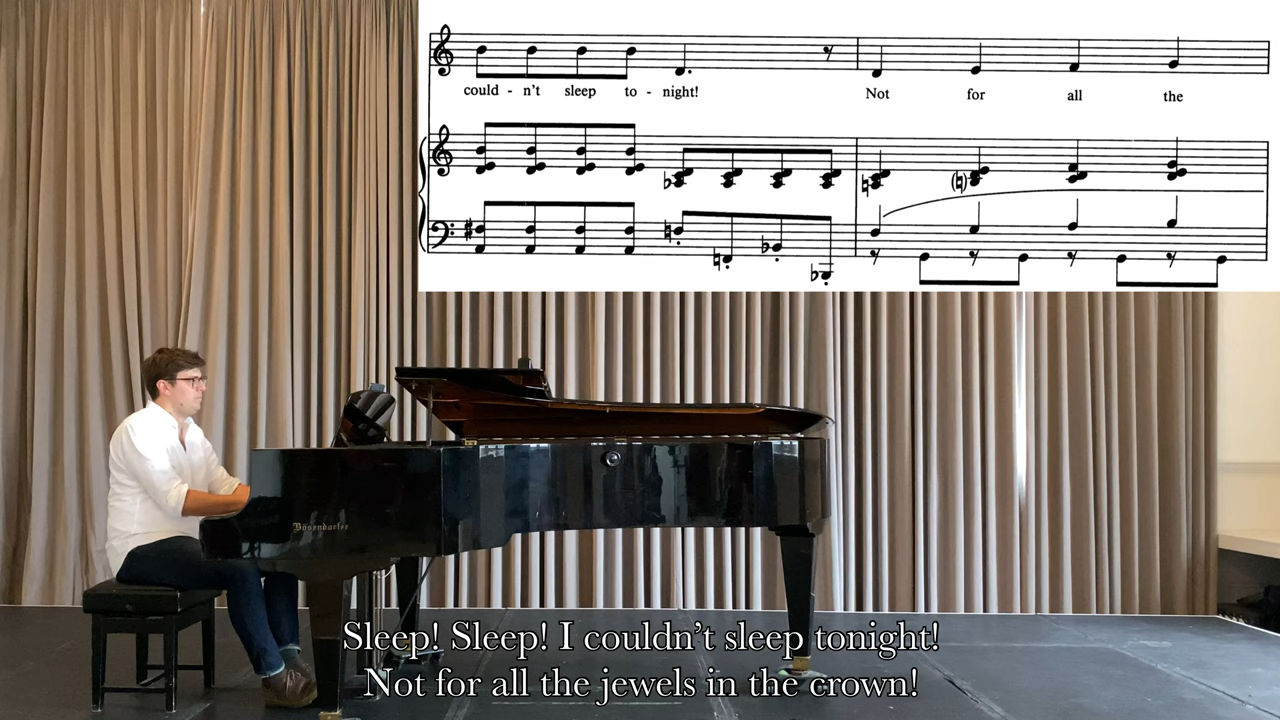 could - n't sleep to - night! Not for all the
Bösendorfer
Sleep! Sleep! I couldn't sleep tonight!
Not for all the jewels in the crown!